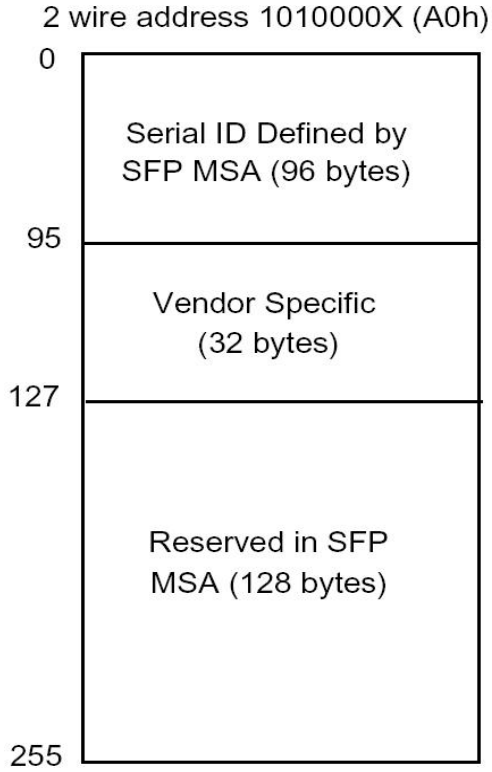 2 wire address 1010000X (A0h)
0
Serial ID Defined by
SFP MSA (96 bytes)
95
Vendor Specific
(32 bytes)
127
Reserved in SFP
MSA (128 bytes)
255